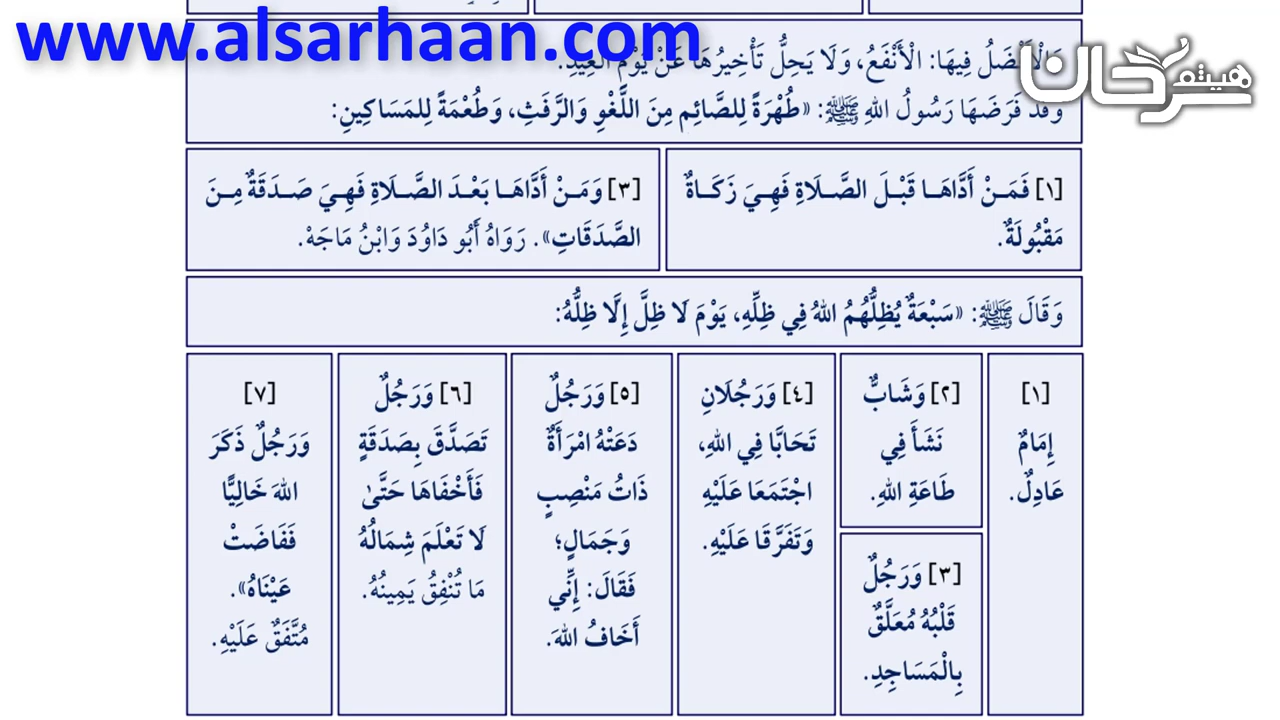 www.alsarhaan.com
هيثم سرحان
وَالْأَفْضَلُ فِيهَا: الْأَنْفَعُ، وَلَا يَحِلُّ تَأْخِيرُهَا عَنْ يَوْمِ الْعِيدِ.
وَقَدْ فَرَضَهَا رَسُولُ اللهِ ﷺ: «طُهْرَةً لِلصَّائِمِ مِنَ اللَّغْوِ وَالرَّفَثِ، وَطُعْمَةً لِلمَسَاكِينِ:
[١] فَمَنْ أَدَّاهَا قَبْلَ الصَّلَاةِ فَهِيَ زَكَاةٌ
مَقْبُولَةٌ.
[٣] وَمَنْ أَدَّاهَا بَعْدَ الصَّلَاةِ فَهِيَ صَدَقَةٌ مِنَ
الصَّدَقَاتِ». رَوَاهُ أَبُو دَاوُدَ وَابْنُ مَاجَهْ.
وَقَالَ ﷺ: «سَبْعَةٌ يُظِلُّهُمُ اللهُ فِي ظِلِّهِ، يَوْمَ لَا ظِلَّ إِلَّا ظِلُّهُ:
[١]
إِمَامٌ
عَادِلٌ.
[٢] وَشَابٌّ
نَشَأَ فِي
طَاعَةِ اللهِ.
[٣] وَرَجُلٌ
قَلْبُهُ مُعَلَّقٌ
بِالْمَسَاجِدِ.
[٤] وَرَجُلَانِ
تَحَابَّا فِي اللهِ،
اجْتَمَعَا عَلَيْهِ
وَتَفَرَّقَا عَلَيْهِ.
[٥] وَرَجُلٌ
دَعَتْهُ امْرَأَةٌ
ذَاتُ مَنْصِبٍ
وَجَمَالٍ؛
فَقَالَ: إِنِّي
أَخَافُ اللهَ.
[٦] وَرَجُلٌ
تَصَدَّقَ بِصَدَقَةٍ
فَأَخْفَاهَا حَتَّىٰ
لَا تَعْلَمَ شِمَالُهُ
مَا تُنْفِقُ يَمِينُهُ.
[٧]
وَرَجُلٌ ذَكَرَ
اللهَ خَالِيًّا
فَفَاضَتْ
عَيْنَاهُ».
مُتَّفَقٌ عَلَيْهِ.